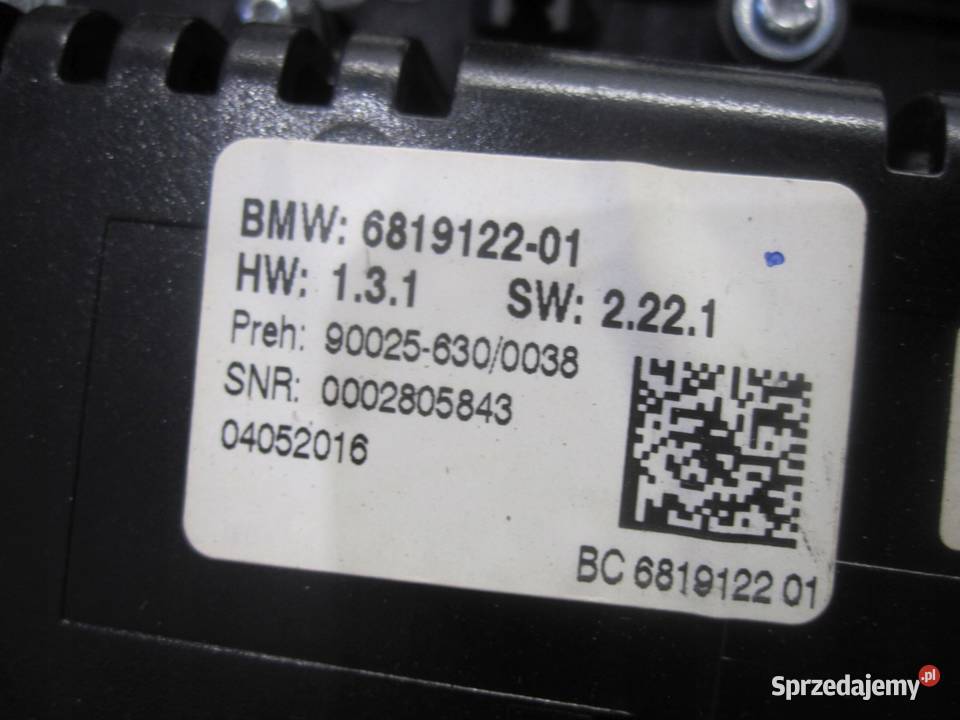 BMW: 6819122-01
HW: 1.3.1 SW: 2.22.1
Preh: 90025-630/0038
SNR: 0002805843
04052016
BC 6819122 01
Sprzedajemy.pl